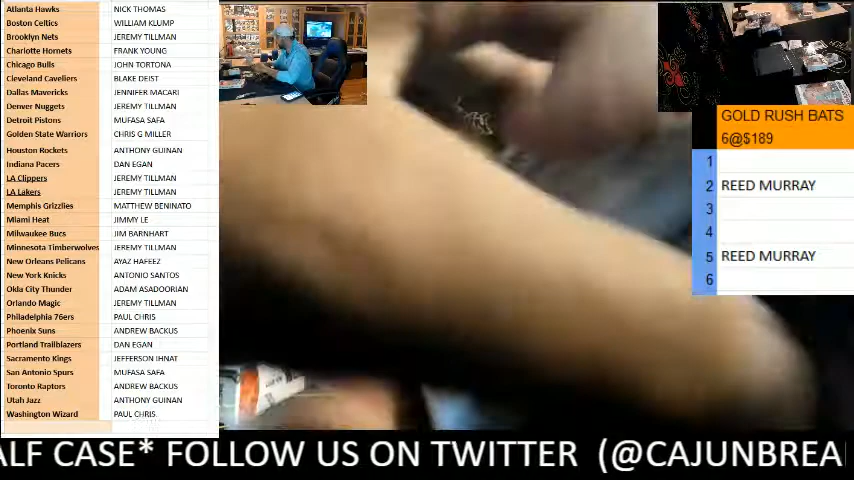 Atlanta Hawks NICK THOMAS
Boston Celtics WILLIAM KLUMP
Brooklyn Nets JEREMY TILLMAN
Charlotte Hornets FRANK YOUNG
Chicago Bulls JOHN TORTONA
Cleveland Cavaliers BLAKE DEIST
Dallas Mavericks JENNIFER MACARI
Denver Nuggets JEREMY TILLMAN
Detroit Pistons MUFASA SAFA
Golden State Warriors CHRIS G MILLER
Houston Rockets ANTHONY GUINAN
Indiana Pacers DAN EGAN
LA Clippers JEREMY TILLMAN
LA Lakers JEREMY TILLMAN
Memphis Grizzlies MATTHEW BENINATO
Miami Heat JIMMY LE
Milwaukee Bucs JIM BARNHART
Minnesota Timberwolves JEREMY TILLMAN
New Orleans Pelicans AYAZ HAFEEZ
New York Knicks ANTONIO SANTOS
Okla City Thunder ADAM ASADOORIAN
Orlando Magic JEREMY TILLMAN
Philadelphia 76ers PAUL CHRIS
Phoenix Suns ANDREW BACKUS
Portland Trailblazers DAN EGAN
Sacramento Kings JEFFERSON IHNAT
San Antonio Spurs MUFASA SAFA
Toronto Raptors ANDREW BACKUS
Utah Jazz ANTHONY GUINAN
Washington Wizard PAUL CHRIS
GOLD RUSH BATS
6@$189
1
2 REED MURRAY
3
4
5 REED MURRAY
6
ALF CASE* FOLLOW US ON TWITTER (@CAJUNBREA